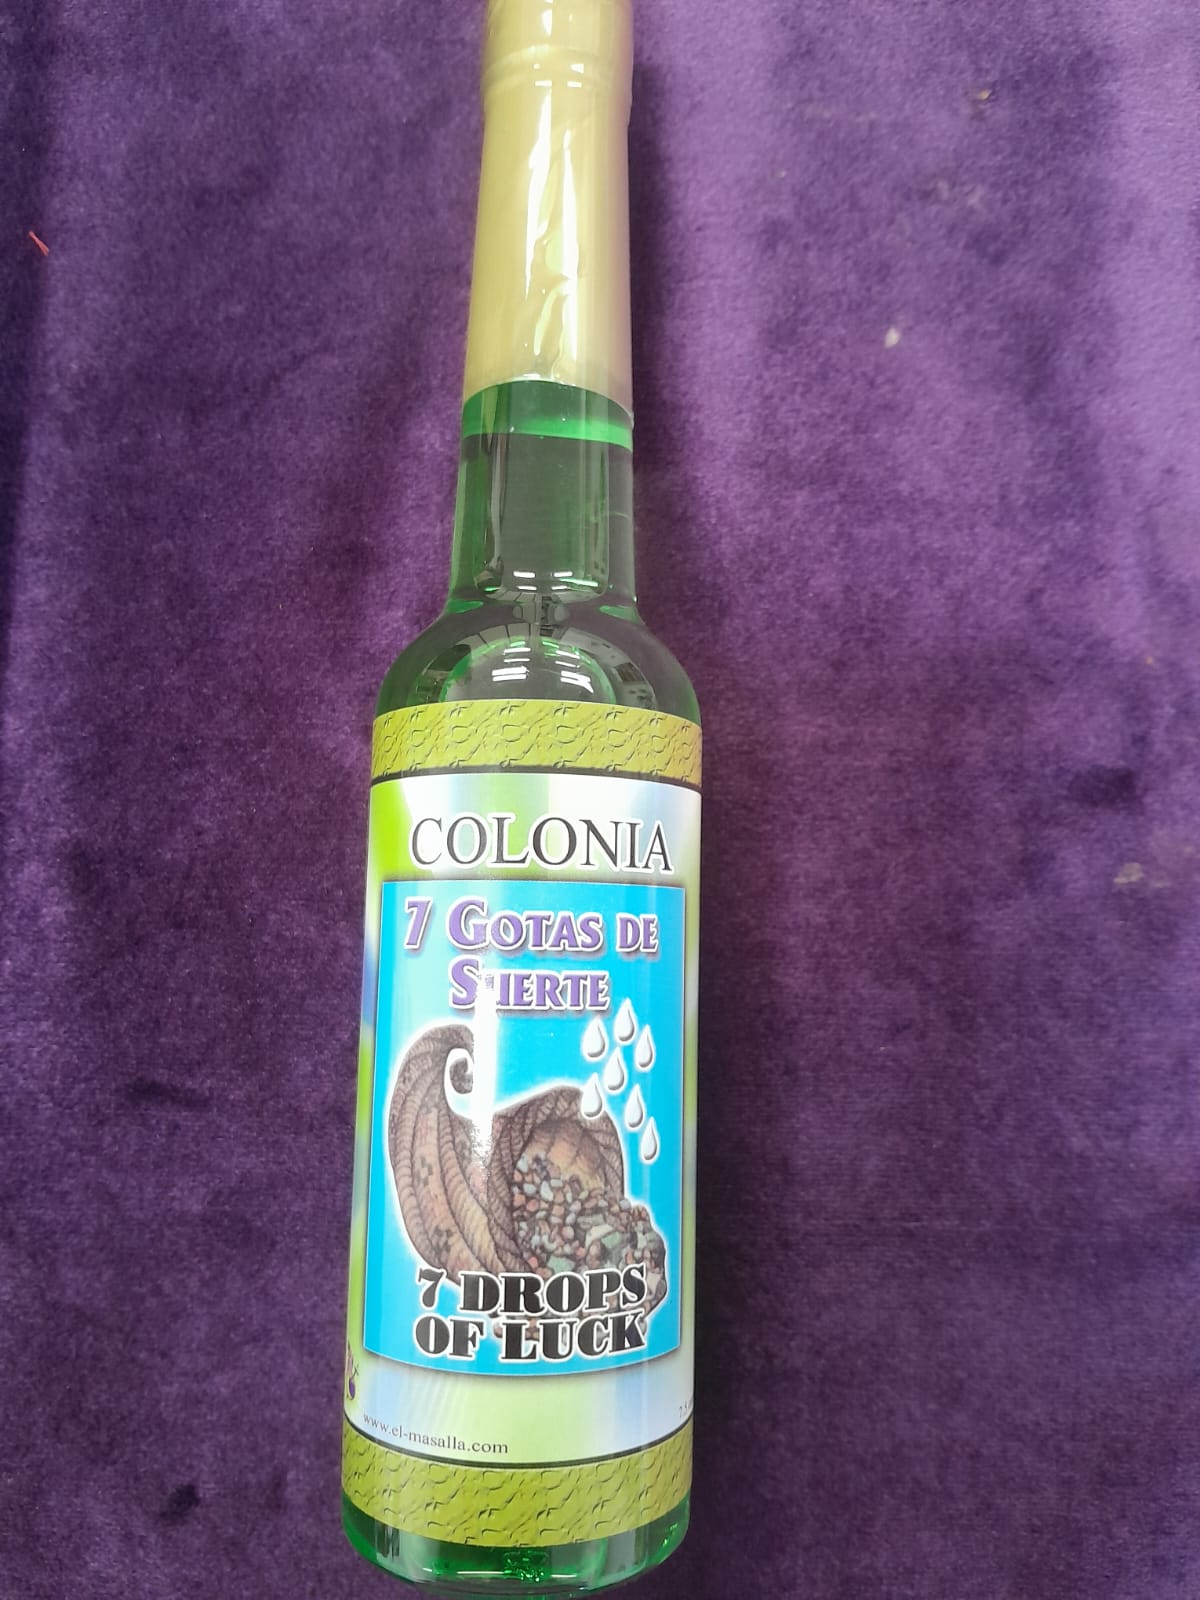 COLONIA
7 GOTAS DE
SUERTE
7 DROPS
OF LUCK
www.el-masalla.com